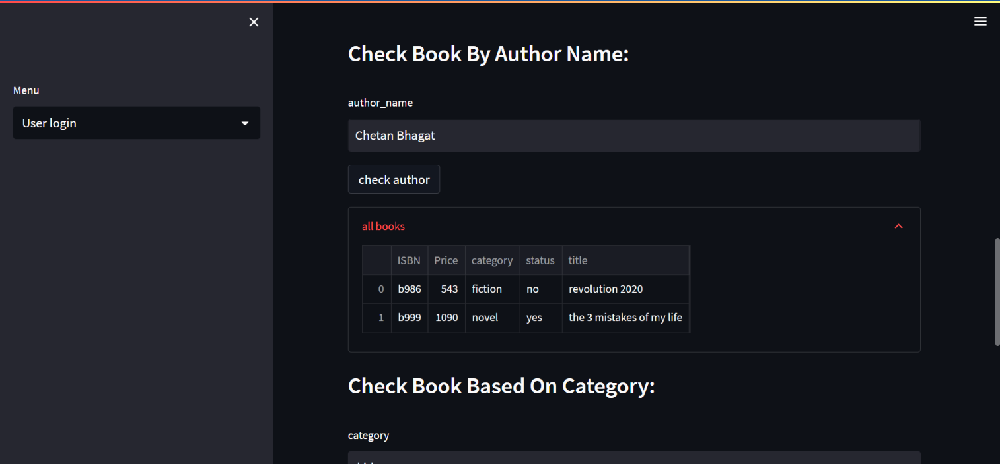 Menu
User login
Check Book By Author Name:
author_name
Chetan Bhagat
check author
all books
ISBN Price category status title
0 b986 543 fiction no revolution 2020
1 b999 1090 novel yes the 3 mistakes of my life
Check Book Based On Category:
category